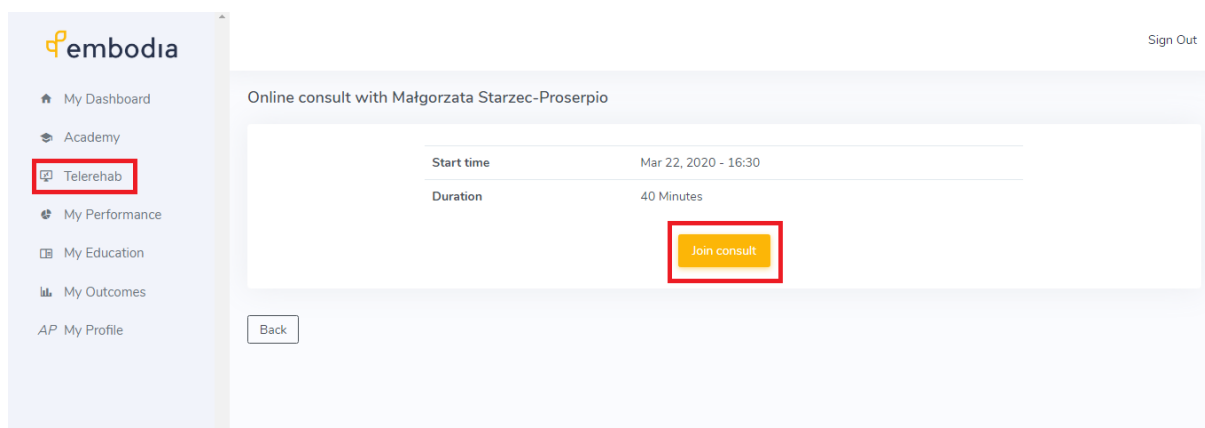 embodia
Sign Out
My Dashboard
Academy
Telerehab
My Performance
My Education
My Outcomes
AP My Profile
Online consult with Małgorzata Starzec-Proserpio
Start time Mar 22, 2020 - 16:30
Duration 40 Minutes
Join consult
Back